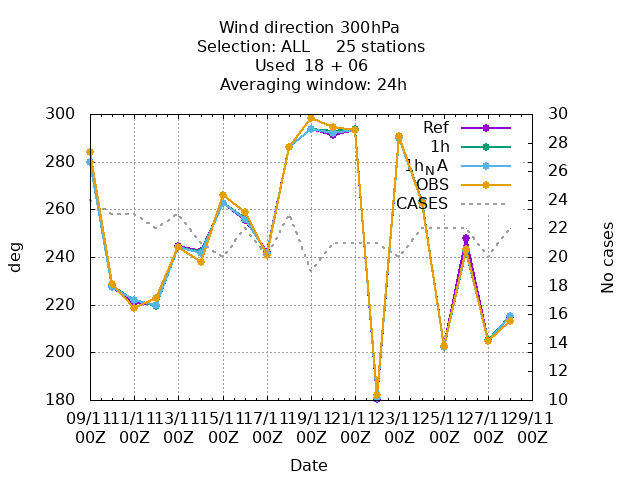 Wind direction 300hPa
Selection: ALL 25 stations
Used 18 + 06
Averaging window: 24h
300
280
260
240
220
200
180
deg
30
28
26
24
22
20
18
16
14
12
10
No cases
Ref
1h
1h_NA
OBS
CASES
09/11 11/11 13/11 15/11 17/11 19/11 21/11 23/11 25/11 27/11 29/11
00Z 00Z 00Z 00Z 00Z 00Z 00Z 00Z 00Z 00Z 00Z
Date